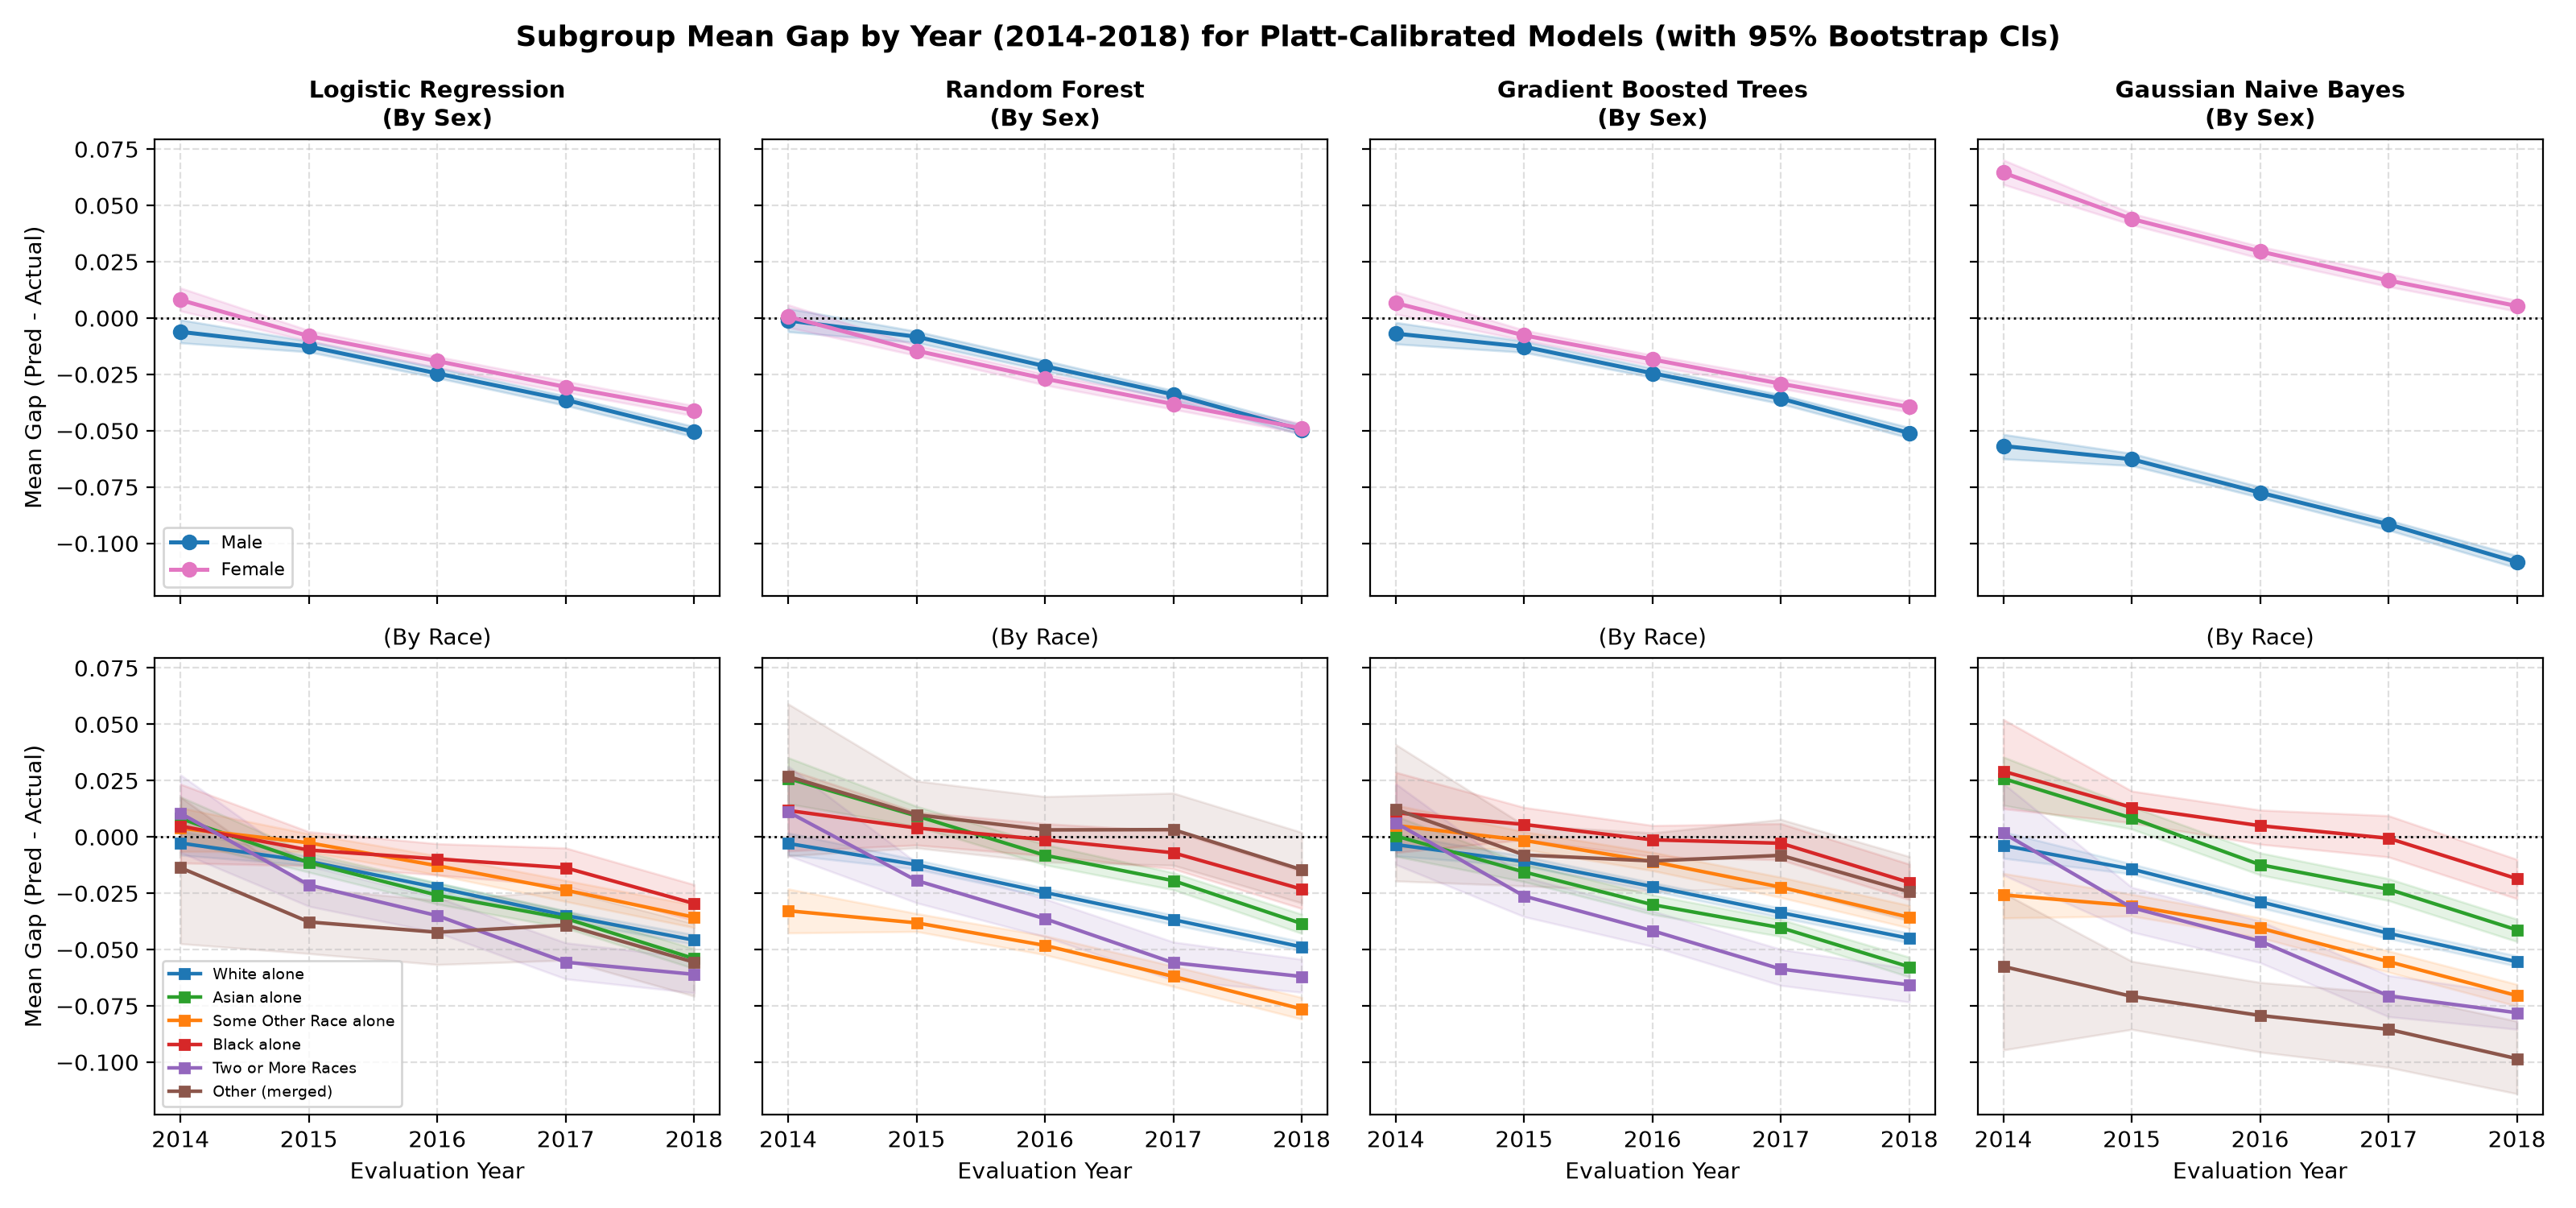 Subgroup Mean Gap by Year (2014-2018) for Platt-Calibrated Models (with 95% Bootstrap CIs)
Logistic Regression
(By Sex)
Random Forest
(By Sex)
Gradient Boosted Trees
(By Sex)
Gaussian Naive Bayes
(By Sex)
Mean Gap (Pred - Actual)
0.075
0.050
0.025
0.000
−0.025
−0.050
−0.075
−0.100
Male
Female
(By Race)
(By Race)
(By Race)
(By Race)
Mean Gap (Pred - Actual)
0.075
0.050
0.025
0.000
−0.025
−0.050
−0.075
−0.100
White alone
Asian alone
Some Other Race alone
Black alone
Two or More Races
Other (merged)
2014 2015 2016 2017 2018
2014 2015 2016 2017 2018
2014 2015 2016 2017 2018
2014 2015 2016 2017 2018
Evaluation Year
Evaluation Year
Evaluation Year
Evaluation Year